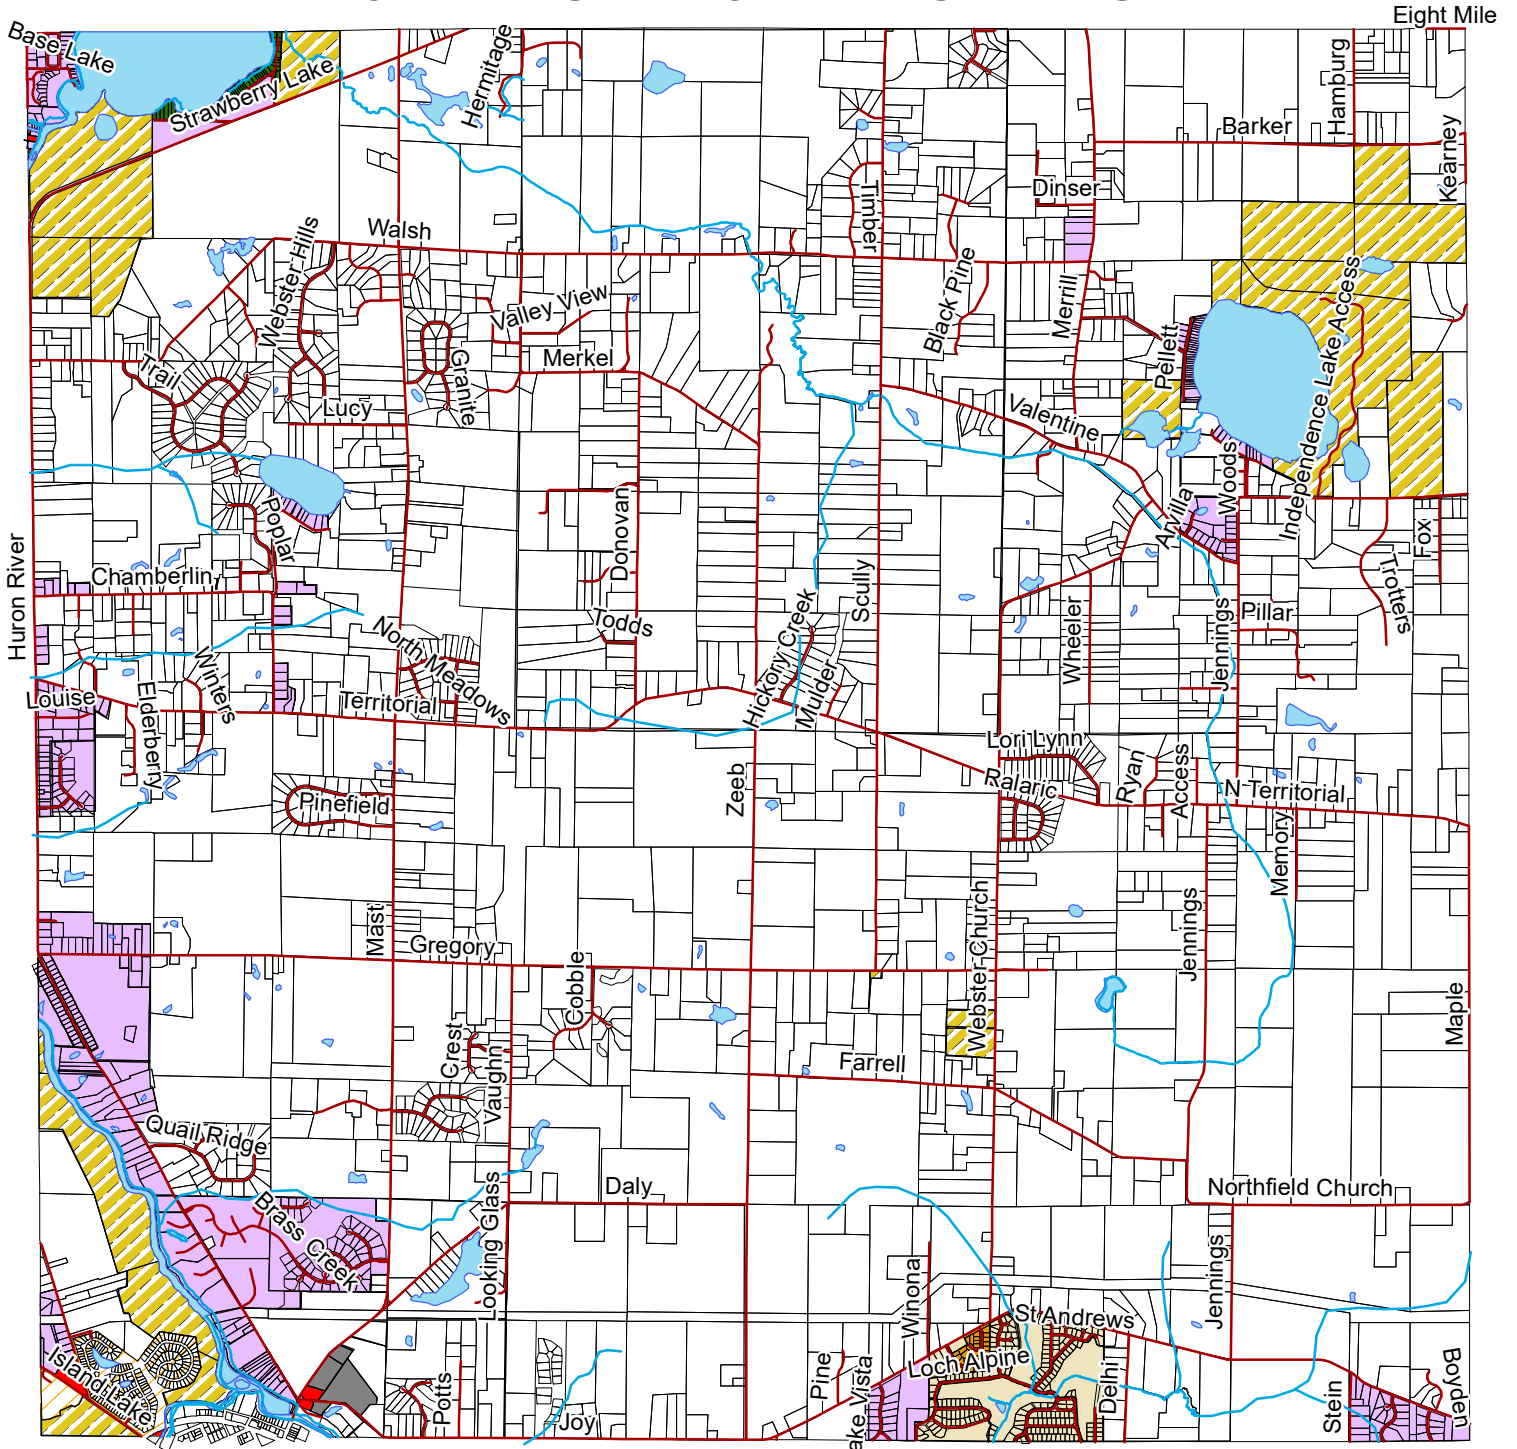 Eight Mile
Base Lake
Strawberry Lake
Hermitage
Hamburg
Barker
Kearney
Dinser
Timber
Walsh
Webster Hills
Black Pine
Merrill
Valley View
Independence Lake Access
Merkel
Granite
Pellett
Trail
Lucy
Valentine
Woods
Arvilla
Poplar
Donovan
Fox
Huron River
Chamberlin
Scully
Trotters
Todds
Hickory Creek
Wheeler
Jennings
Pillar
North Meadows
Winters
Louise
Elderberry
Territorial
Mulder
Lori Lynn
Ralaric
Ryan
Access
N Territorial
Zeeb
Pinefield
Memory
Mast
Gregory
Webster Church
Jennings
Cobble
Maple
Crest
Vaughn
Farrell
Quail Ridge
Daly
Northfield Church
Brass Creek
Looking Glass
Winona
Jennings
St Andrews
Loch Alpine
Island Lake
Potts
Joy
Pine
ake Vista
Delhi
Stein
Boyden